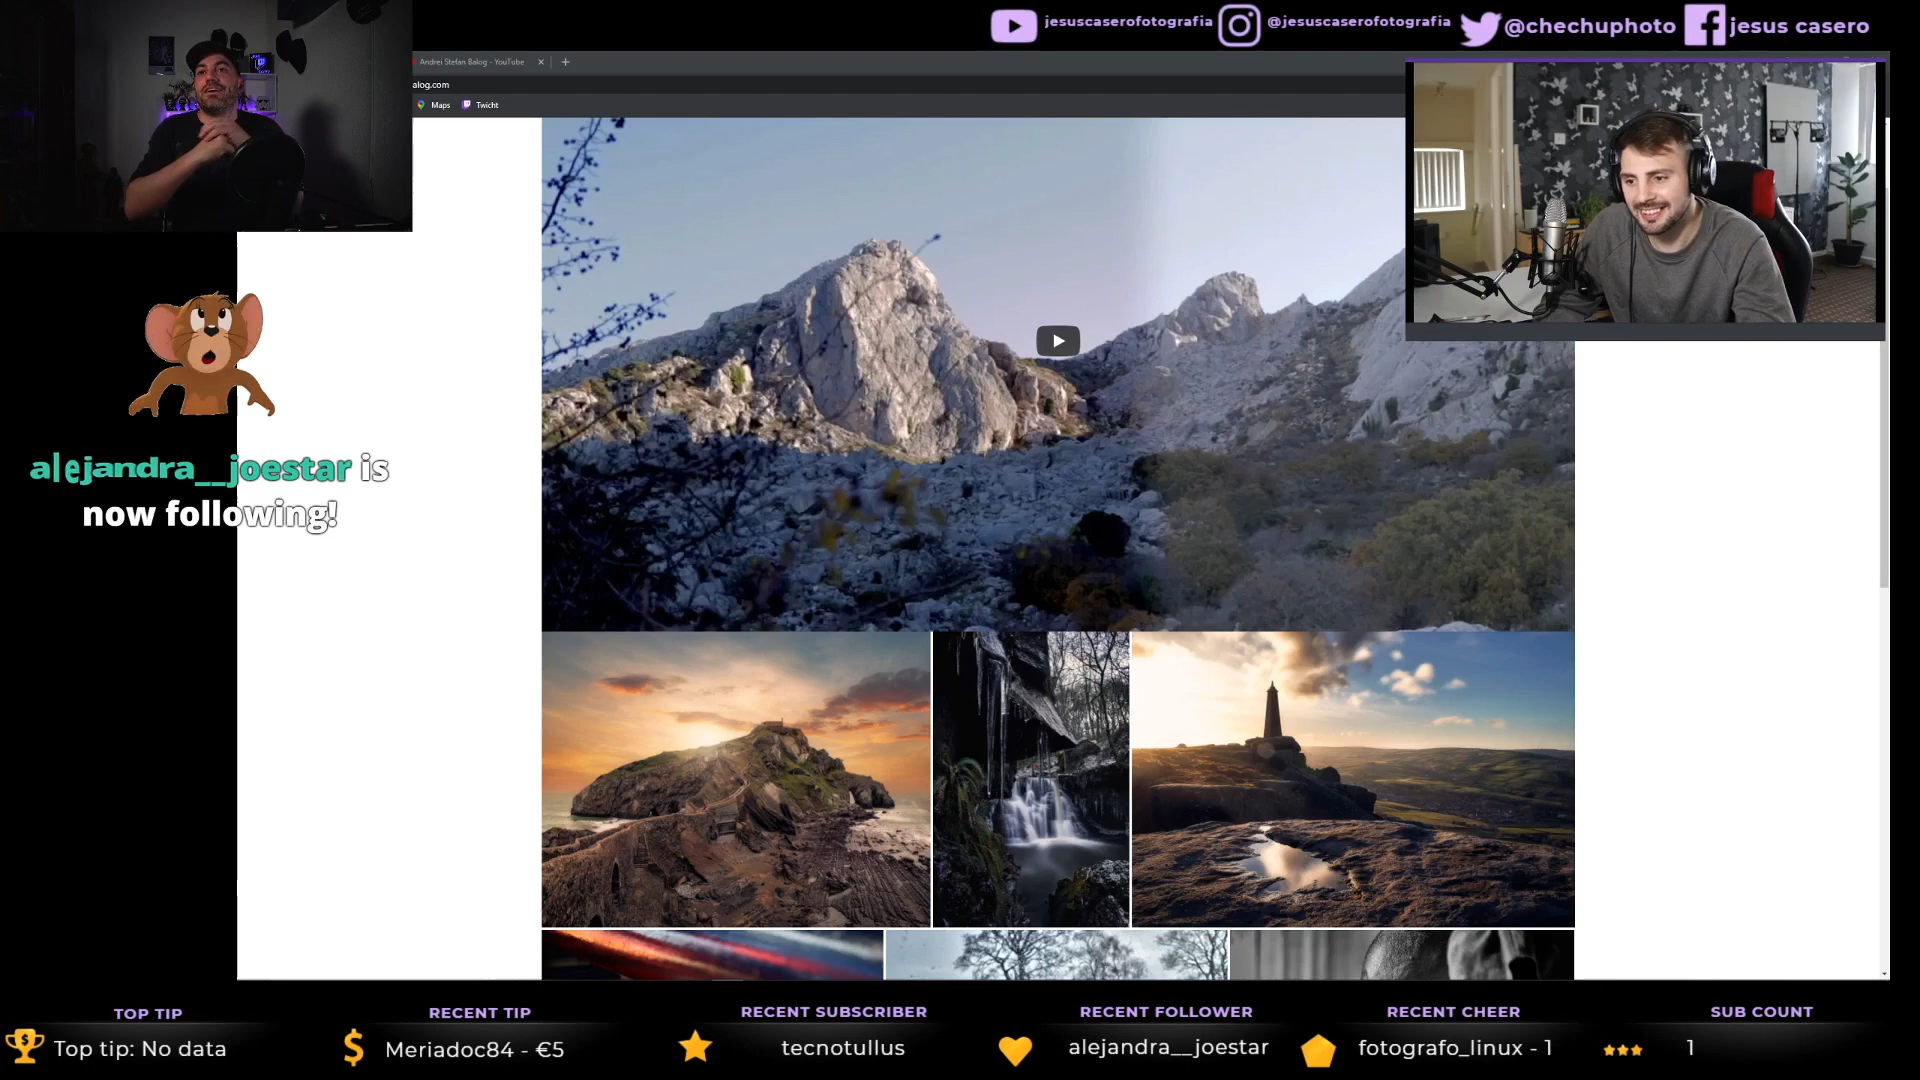 jesuscaserofotografia
@jesuscaserofotografia
@chechuphoto
jesus casero
Andrei Stefan Balog - YouTube
alog.com
Maps
Twicht
alejandra__joestar is
now following!
TOP TIP
Top tip: No data
RECENT TIP
Meriadoc84 - €5
RECENT SUBSCRIBER
tecnotullus
RECENT FOLLOWER
alejandra__joestar
RECENT CHEER
fotografo_linux - 1
SUB COUNT
1